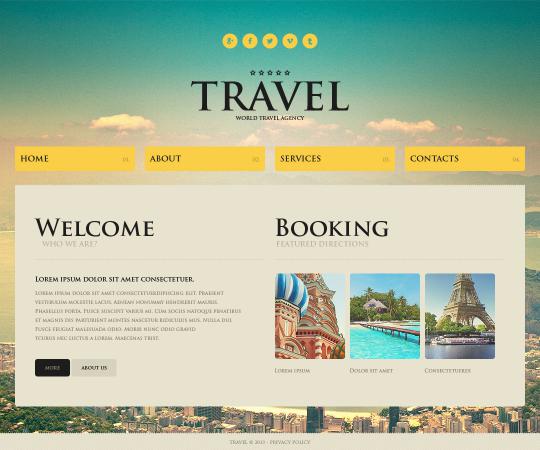 TRAVEL
WORLD TRAVEL AGENCY
HOME 01.
ABOUT 02.
SERVICES 03.
CONTACTS 04.
WELCOME
WHO WE ARE?
LOREM IPSUM DOLOR SIT AMET CONSECTETUER.
LOREM IPSUM DOLOR SIT AMET CONSECTETUERDIPISCING ELIT. PRAESENT
VESTIBULUM MOLESTIE LACUS. AENEAN NONUMMY HENDRERIT MAURIS.
PHASELLUS PORTA. FUSCE SUSCIPIT VARIUS MI. CUM SOCIIS NATOQUE PENATIBUS
ET MAGNIS DIS PARTURIENT MONTES NASCETUR RIDICULUS MUS. NULLA DUI.
FUSCE FEUGIAT MALESUADA ODIO. MORBI NUNC ODIO GRAVID
TCURUS NEC LUCTUS A LOREM. MAECENAS TRIST.
MORE
ABOUT US
BOOKING
FEATURED DIRECTIONS
LOREM IPSUM
DOLOR SIT AMET
CONSECTETUERER
TRAVEL © 2013 - PRIVACY POLICY